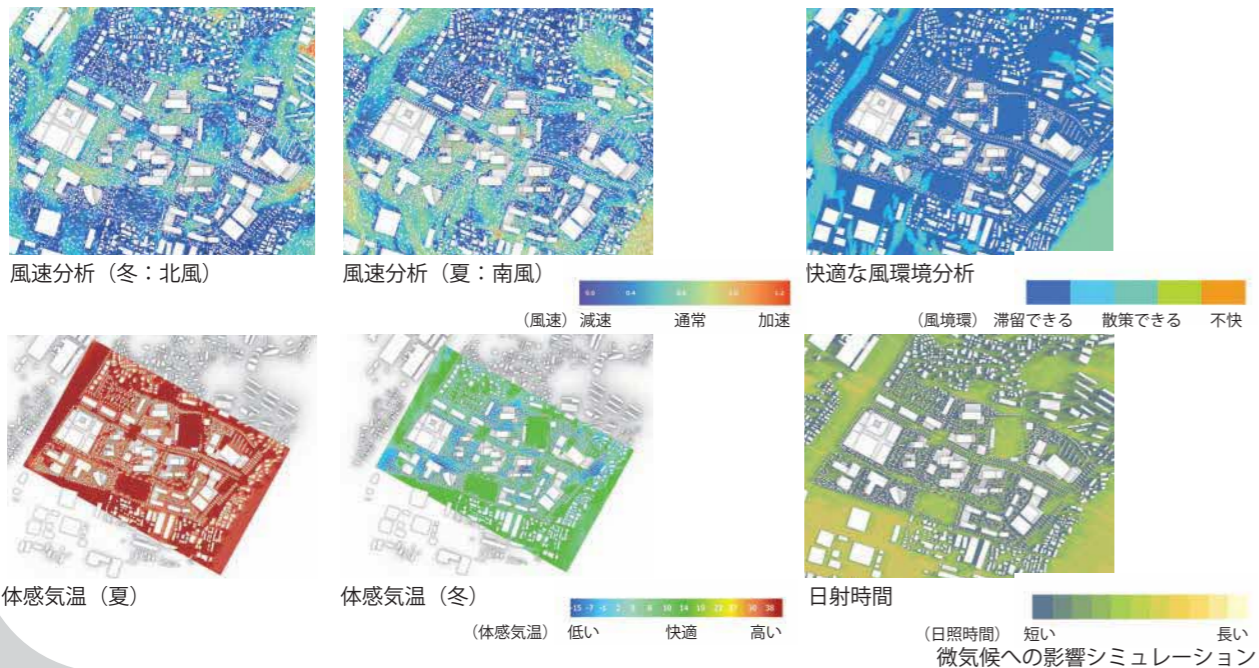 風速分析（冬：北風）
風速分析（夏：南風）
快適な風環境分析
（風速）減速 通常 加速
（風境環）滞留できる 散策できる 不快
体感気温（夏）
体感気温（冬）
日射時間
（体感気温）低い 快適 高い
（日照時間）短い 長い
微気候への影響シミュレーション